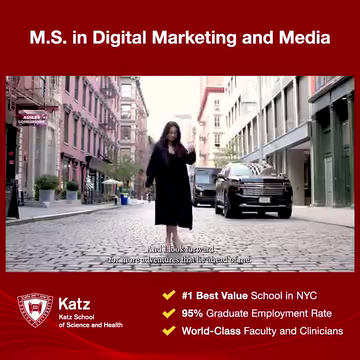 M.S. in Digital Marketing and Media
And I look forward
for more adventures that lie ahead of me.
Katz
Katz School
of Science and Health
#1 Best Value School in NYC
95% Graduate Employment Rate
World-Class Faculty and Clinicians